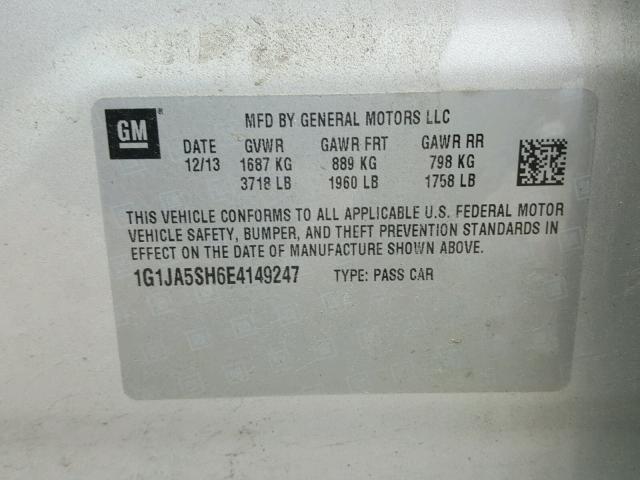 GM ®
MFD BY GENERAL MOTORS LLC
DATE GVWR GAWR FRT GAWR RR
12/13 1687 KG 889 KG 798 KG
3718 LB 1960 LB 1758 LB
THIS VEHICLE CONFORMS TO ALL APPLICABLE U.S. FEDERAL MOTOR
VEHICLE SAFETY, BUMPER, AND THEFT PREVENTION STANDARDS IN
EFFECT ON THE DATE OF MANUFACTURE SHOWN ABOVE.
1G1JA5SH6E4149247 TYPE: PASS CAR